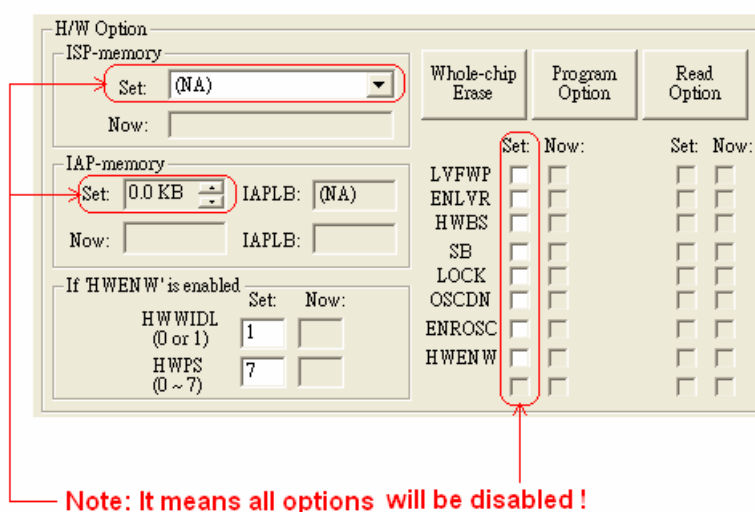 H/W Option
ISP-memory
Set: (NA)
Now:
IAP-memory
Set: 0.0 KB IAPLB: (NA)
Now: IAPLB:
If 'HWENW' is enabled
Set: Now:
HWWIDL
(0 or 1) 1
HWPS
(0 ~ 7) 7
Whole-chip
Erase
Program
Option
Read
Option
Set: Now: Set: Now:
LVFWP
ENLVR
HWBS
SB
LOCK
OSCDN
ENROSC
HWENW
Note: It means all options will be disabled !